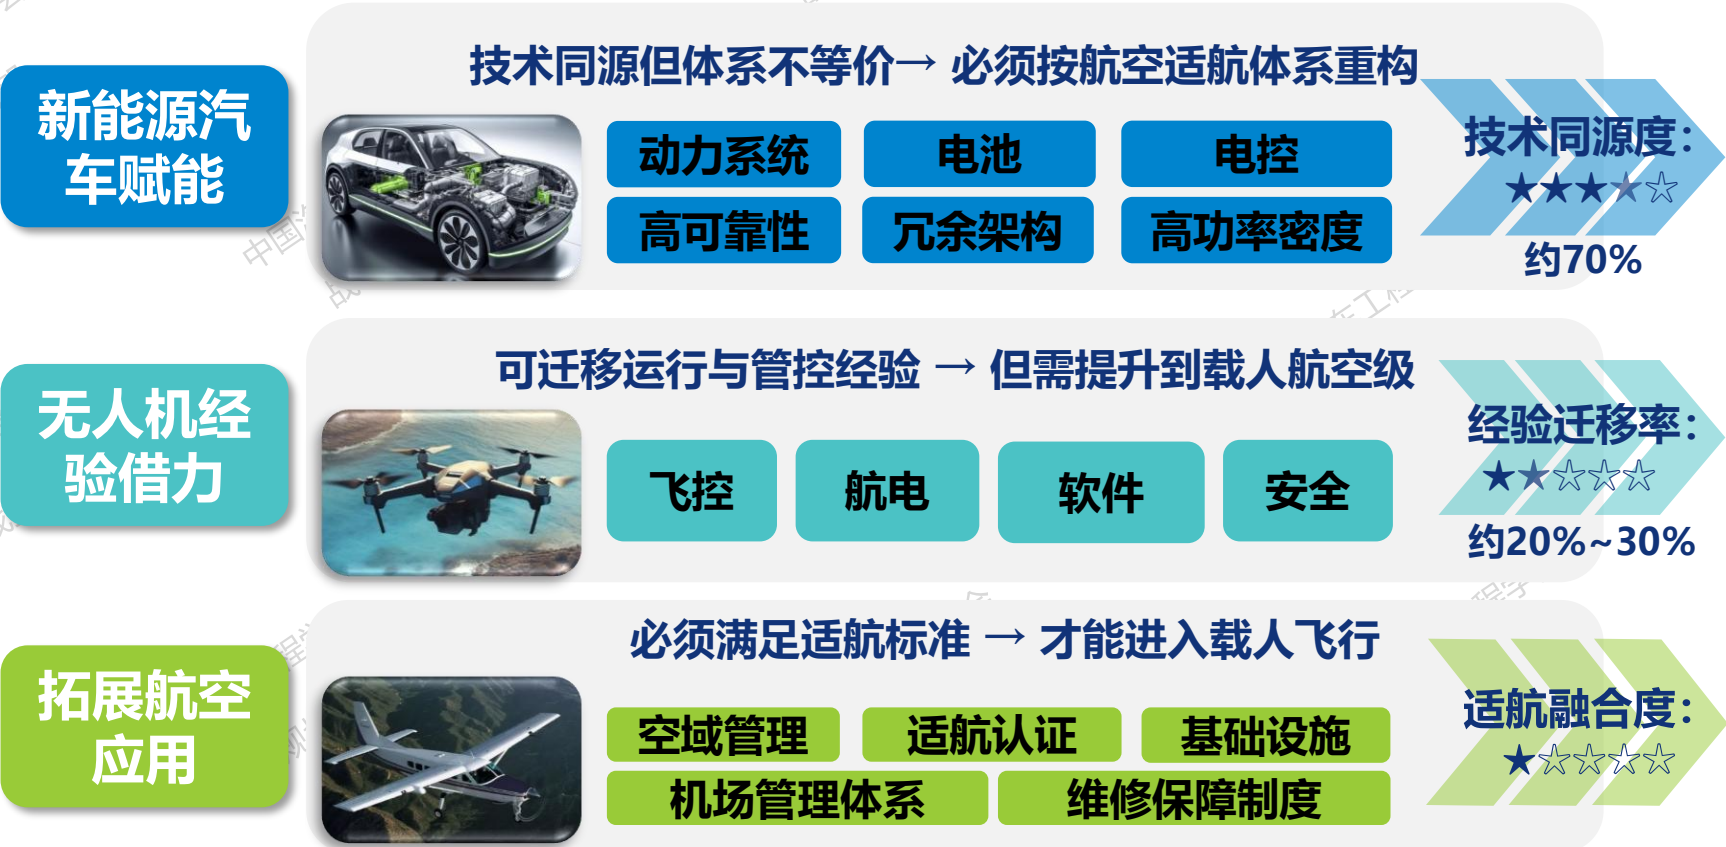 技术同源但体系不等价→ 必须按航空适航体系重构
新能源汽
车赋能
动力系统 电池 电控
高可靠性 冗余架构 高功率密度
技术同源度：
★★★★☆
约70%
可迁移运行与管控经验 → 但需提升到载人航空级
无人机经
验借力
飞控 航电 软件 安全
经验迁移率：
★★☆☆☆
约20%~30%
必须满足适航标准 → 才能进入载人飞行
拓展航空
应用
空域管理 适航认证 基础设施
机场管理体系 维修保障制度
适航融合度：
★☆☆☆☆